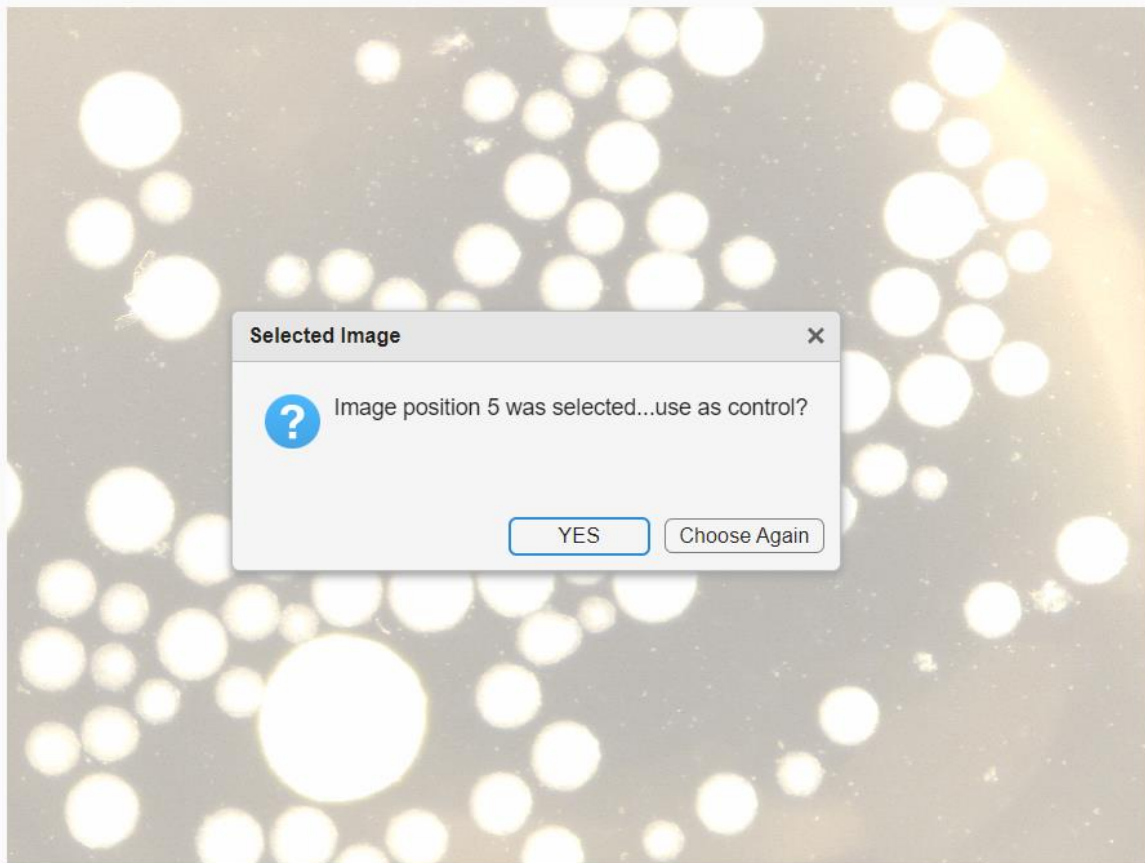 Selected Image
Image position 5 was selected...use as control?
YES
Choose Again